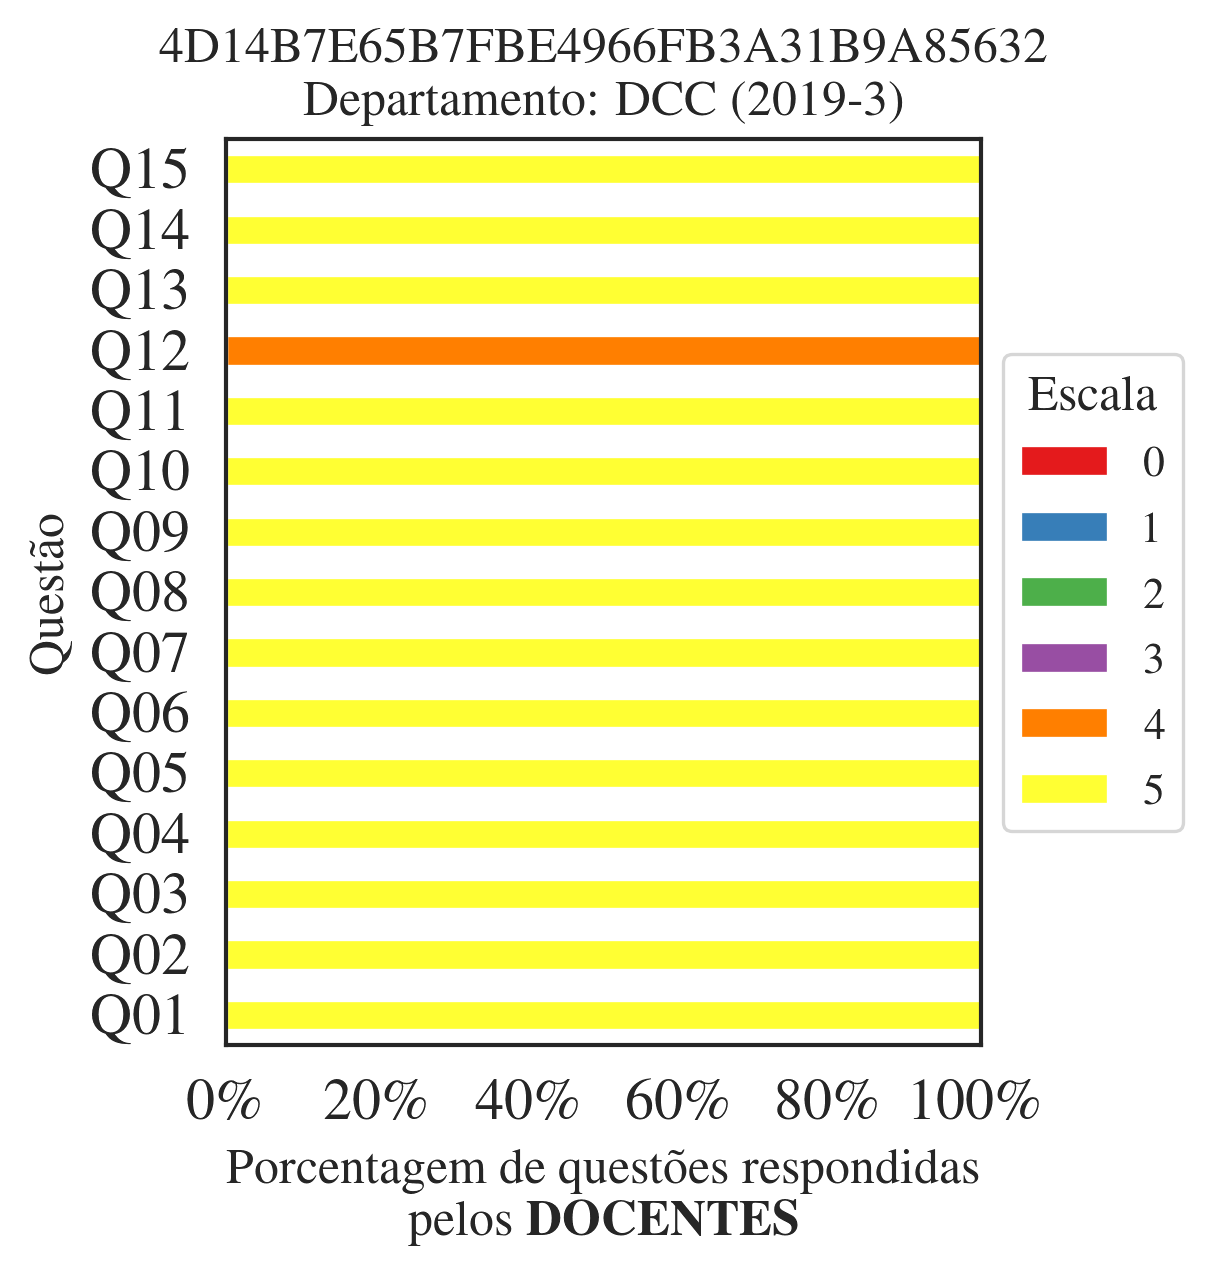 4D14B7E65B7FBE4966FB3A31B9A85632
Departamento: DCC (2019-3)
Q15
Q14
Q13
Q12
Q11
Q10
Q09
Q08
Q07
Q06
Q05
Q04
Q03
Q02
Q01
Questão
0% 20% 40% 60% 80% 100%
Porcentagem de questões respondidas
pelos DOCENTES
Escala
0
1
2
3
4
5